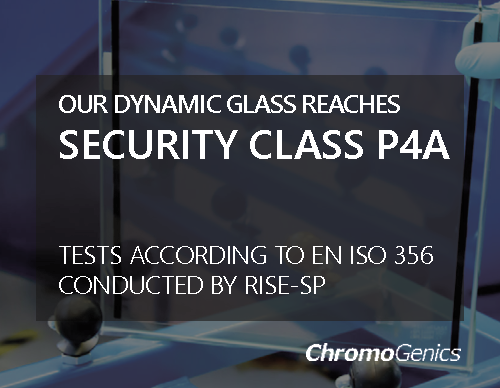 OUR DYNAMIC GLASS REACHES
SECURITY CLASS P4A
TESTS ACCORDING TO EN ISO 356
CONDUCTED BY RISE-SP
ChromoGenics